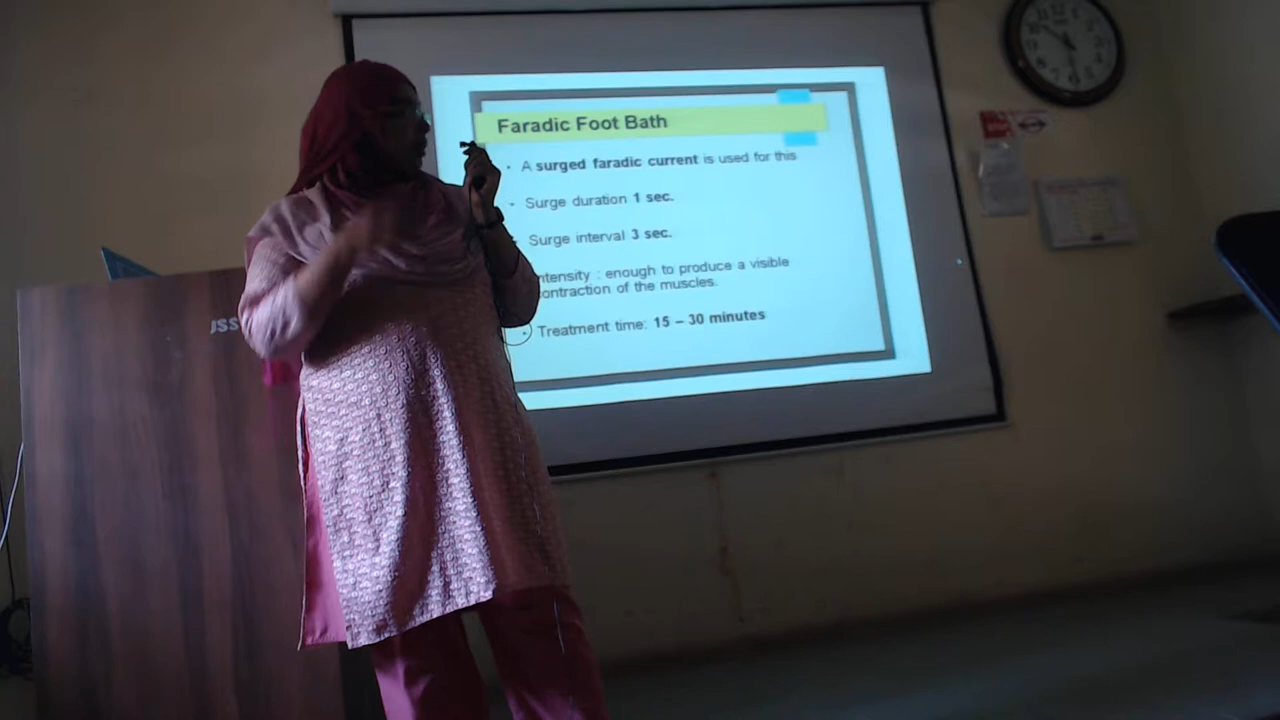 Faradic Foot Bath
A surged faradic current is used for this
Surge duration 1 sec.
Surge interval 3 sec.
ntensity : enough to produce a visible
ontraction of the muscles.
Treatment time: 15 – 30 minutes
JSS